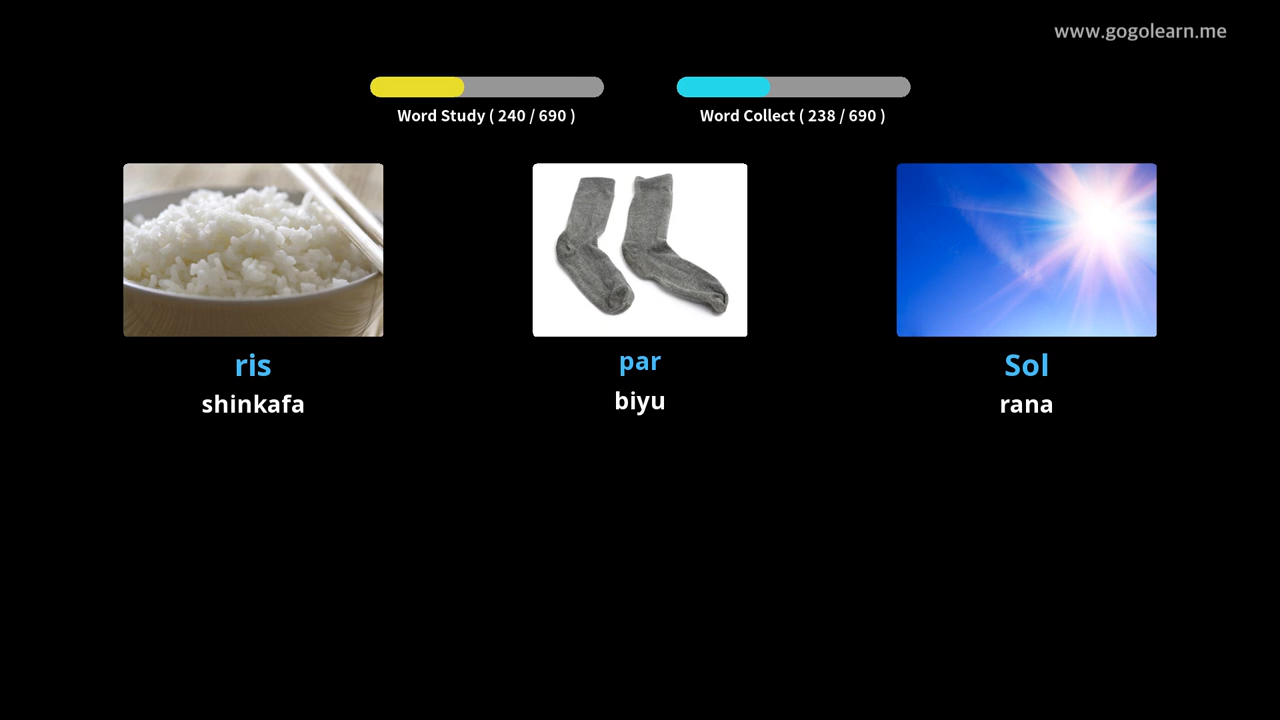 www.gogolearn.me
Word Study ( 240 / 690 )
Word Collect ( 238 / 690 )
ris
shinkafa
par
biyu
Sol
rana